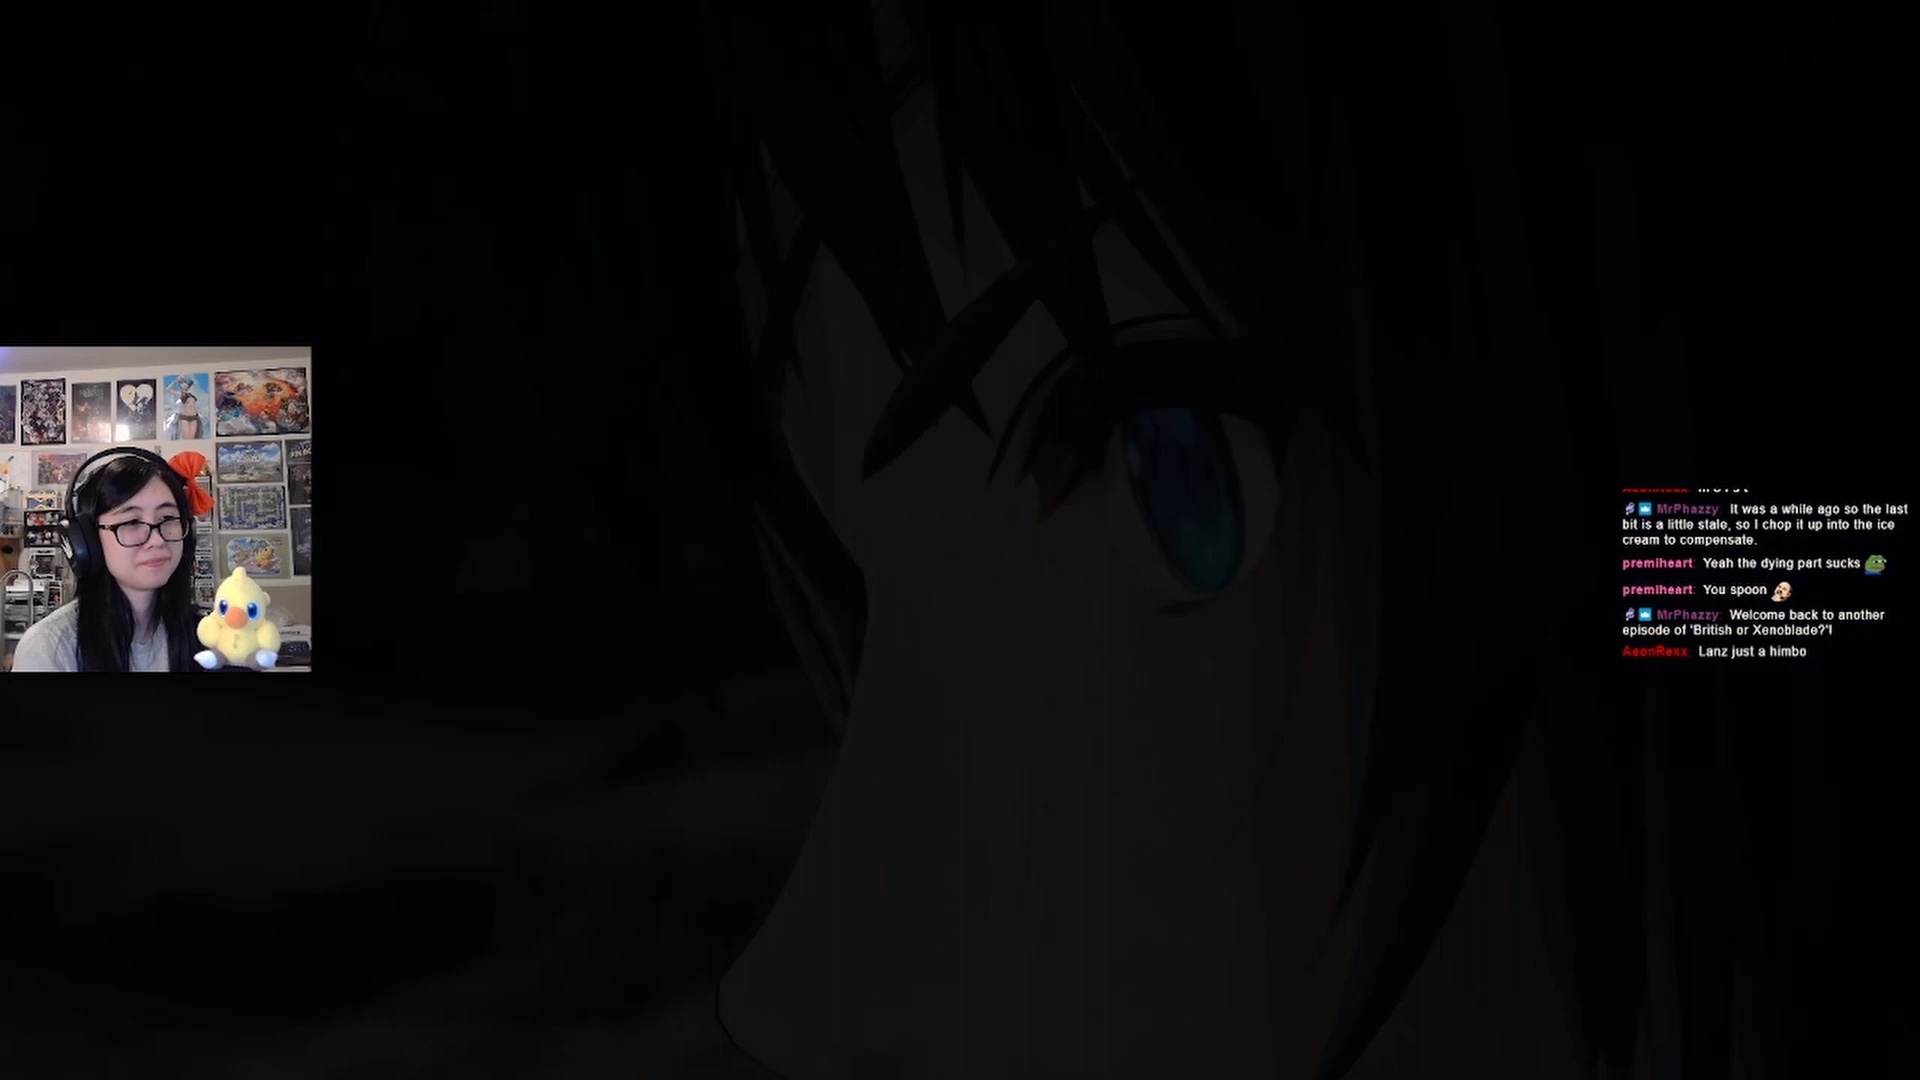 MrPhazzy: It was a while ago so the last
bit is a little stale, so I chop it up into the ice
cream to compensate.
premiheart: Yeah the dying part sucks
premiheart: You spoon
MrPhazzy: Welcome back to another
episode of 'British or Xenoblade?'!
AeonRexx: Lanz just a himbo